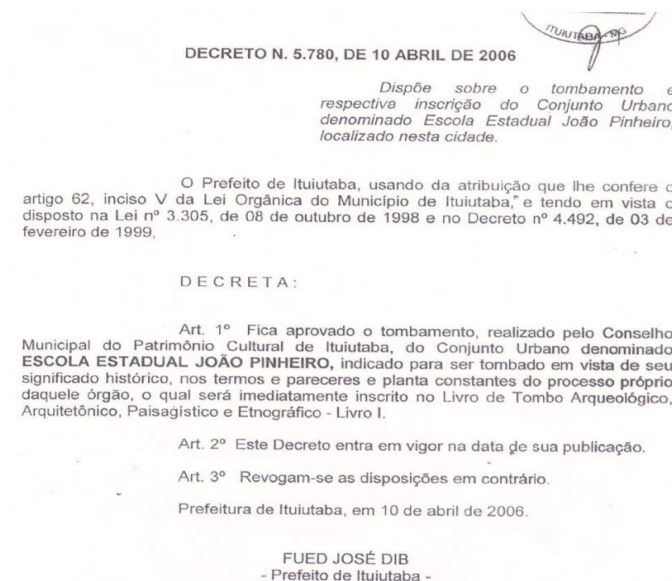 ITUIUTABA - MG
DECRETO N. 5.780, DE 10 ABRIL DE 2006
Dispõe sobre o tombamento e
respectiva inscrição do Conjunto Urbano
denominado Escola Estadual João Pinheiro,
localizado nesta cidade.
O Prefeito de Ituiutaba, usando da atribuição que lhe confere o
artigo 62, inciso V da Lei Orgânica do Município de Ituiutaba, e tendo em vista o
disposto na Lei nº 3.305, de 08 de outubro de 1998 e no Decreto nº 4.492, de 03 de
fevereiro de 1999,
D E C R E T A :
Art. 1º Fica aprovado o tombamento, realizado pelo Conselho
Municipal do Patrimônio Cultural de Ituiutaba, do Conjunto Urbano denominado
ESCOLA ESTADUAL JOÃO PINHEIRO, indicado para ser tombado em vista de seu
significado histórico, nos termos e pareceres e planta constantes do processo próprio
daquele órgão, o qual será imediatamente inscrito no Livro de Tombo Arqueológico,
Arquitetônico, Paisagístico e Etnográfico - Livro I.
Art. 2º Este Decreto entra em vigor na data de sua publicação.
Art. 3º Revogam-se as disposições em contrário.
Prefeitura de Ituiutaba, em 10 de abril de 2006.
FUED JOSÉ DIB
- Prefeito de Ituiutaba -